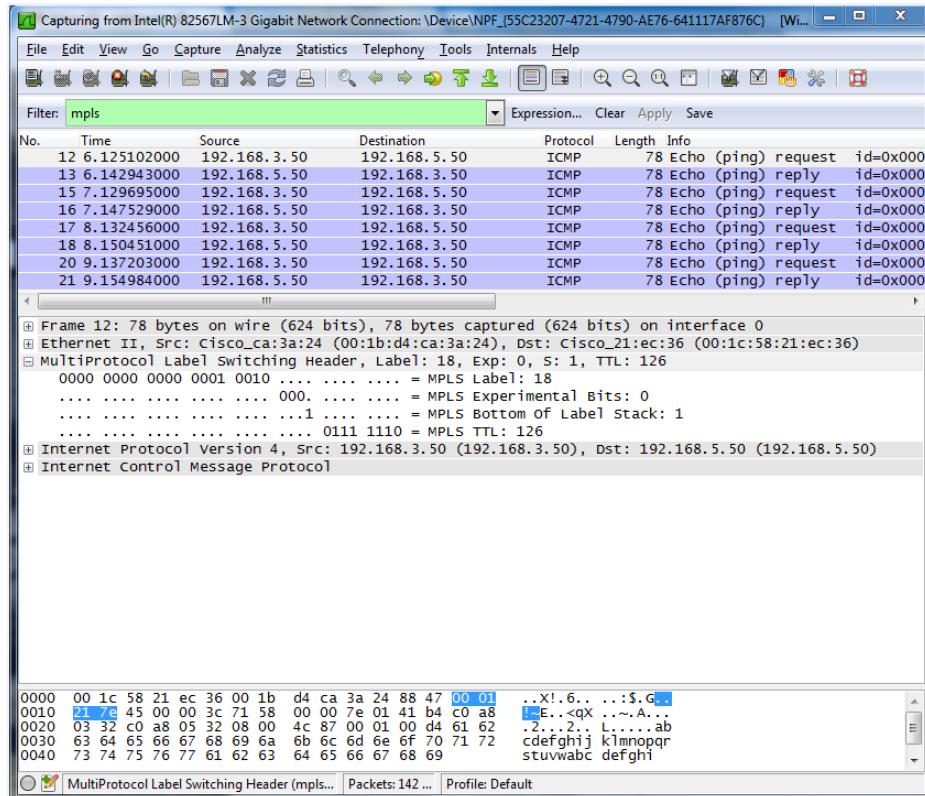 Capturing from Intel(R) 82567LM-3 Gigabit Network Connection: \Device\NPF_{55C23207-4721-4790-AE76-641117AF876C} [Wi...
File Edit View Go Capture Analyze Statistics Telephony Tools Internals Help
Filter: mpls Expression... Clear Apply Save
No. Time Source Destination Protocol Length Info
12 6.125102000 192.168.3.50 192.168.5.50 ICMP 78 Echo (ping) request id=0x000
13 6.142943000 192.168.5.50 192.168.3.50 ICMP 78 Echo (ping) reply id=0x000
15 7.129695000 192.168.3.50 192.168.5.50 ICMP 78 Echo (ping) request id=0x000
16 7.147529000 192.168.5.50 192.168.3.50 ICMP 78 Echo (ping) reply id=0x000
17 8.132456000 192.168.3.50 192.168.5.50 ICMP 78 Echo (ping) request id=0x000
18 8.150451000 192.168.5.50 192.168.3.50 ICMP 78 Echo (ping) reply id=0x000
20 9.137203000 192.168.3.50 192.168.5.50 ICMP 78 Echo (ping) request id=0x000
21 9.154984000 192.168.5.50 192.168.3.50 ICMP 78 Echo (ping) reply id=0x000
Frame 12: 78 bytes on wire (624 bits), 78 bytes captured (624 bits) on interface 0
Ethernet II, Src: Cisco_ca:3a:24 (00:1b:d4:ca:3a:24), Dst: Cisco_21:ec:36 (00:1c:58:21:ec:36)
MultiProtocol Label Switching Header, Label: 18, Exp: 0, S: 1, TTL: 126
0000 0000 0000 0001 0010 .... .... .... = MPLS Label: 18
.... .... .... .... .... 000. .... .... = MPLS Experimental Bits: 0
.... .... .... .... .... ...1 .... .... = MPLS Bottom Of Label Stack: 1
.... .... .... .... .... .... 0111 1110 = MPLS TTL: 126
Internet Protocol Version 4, Src: 192.168.3.50 (192.168.3.50), Dst: 192.168.5.50 (192.168.5.50)
Internet Control Message Protocol
0000 00 1c 58 21 ec 36 00 1b d4 ca 3a 24 88 47 00 01 ..X!.6.. ..:$.G..
0010 21 7e 45 00 00 3c 71 58 00 00 7e 01 41 b4 c0 a8 !~E..<qX ..~.A...
0020 03 32 c0 a8 05 32 08 00 4c 87 00 01 00 d4 61 62 .2...2.. L.....ab
0030 63 64 65 66 67 68 69 6a 6b 6c 6d 6e 6f 70 71 72 cdefghij klmnopqr
0040 73 74 75 76 77 61 62 63 64 65 66 67 68 69 stuvwabc defghi
MultiProtocol Label Switching Header (mpls... Packets: 142 ... Profile: Default